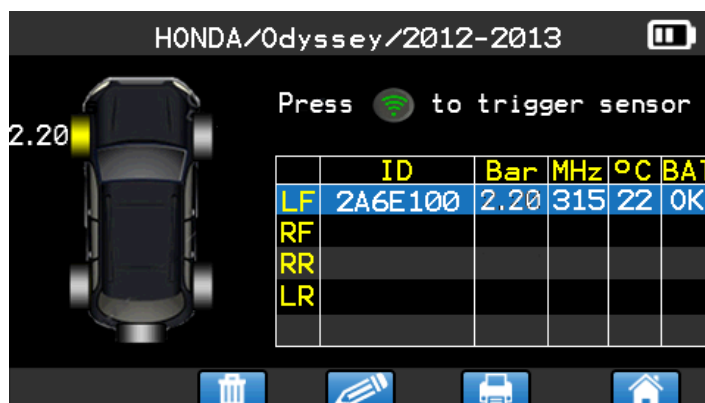 HONDA/Odyssey/2012-2013
Press to trigger sensor
2.20
ID Bar MHz ºC BAT
LF 2A6E100 2.20 315 22 OK
RF
RR
LR